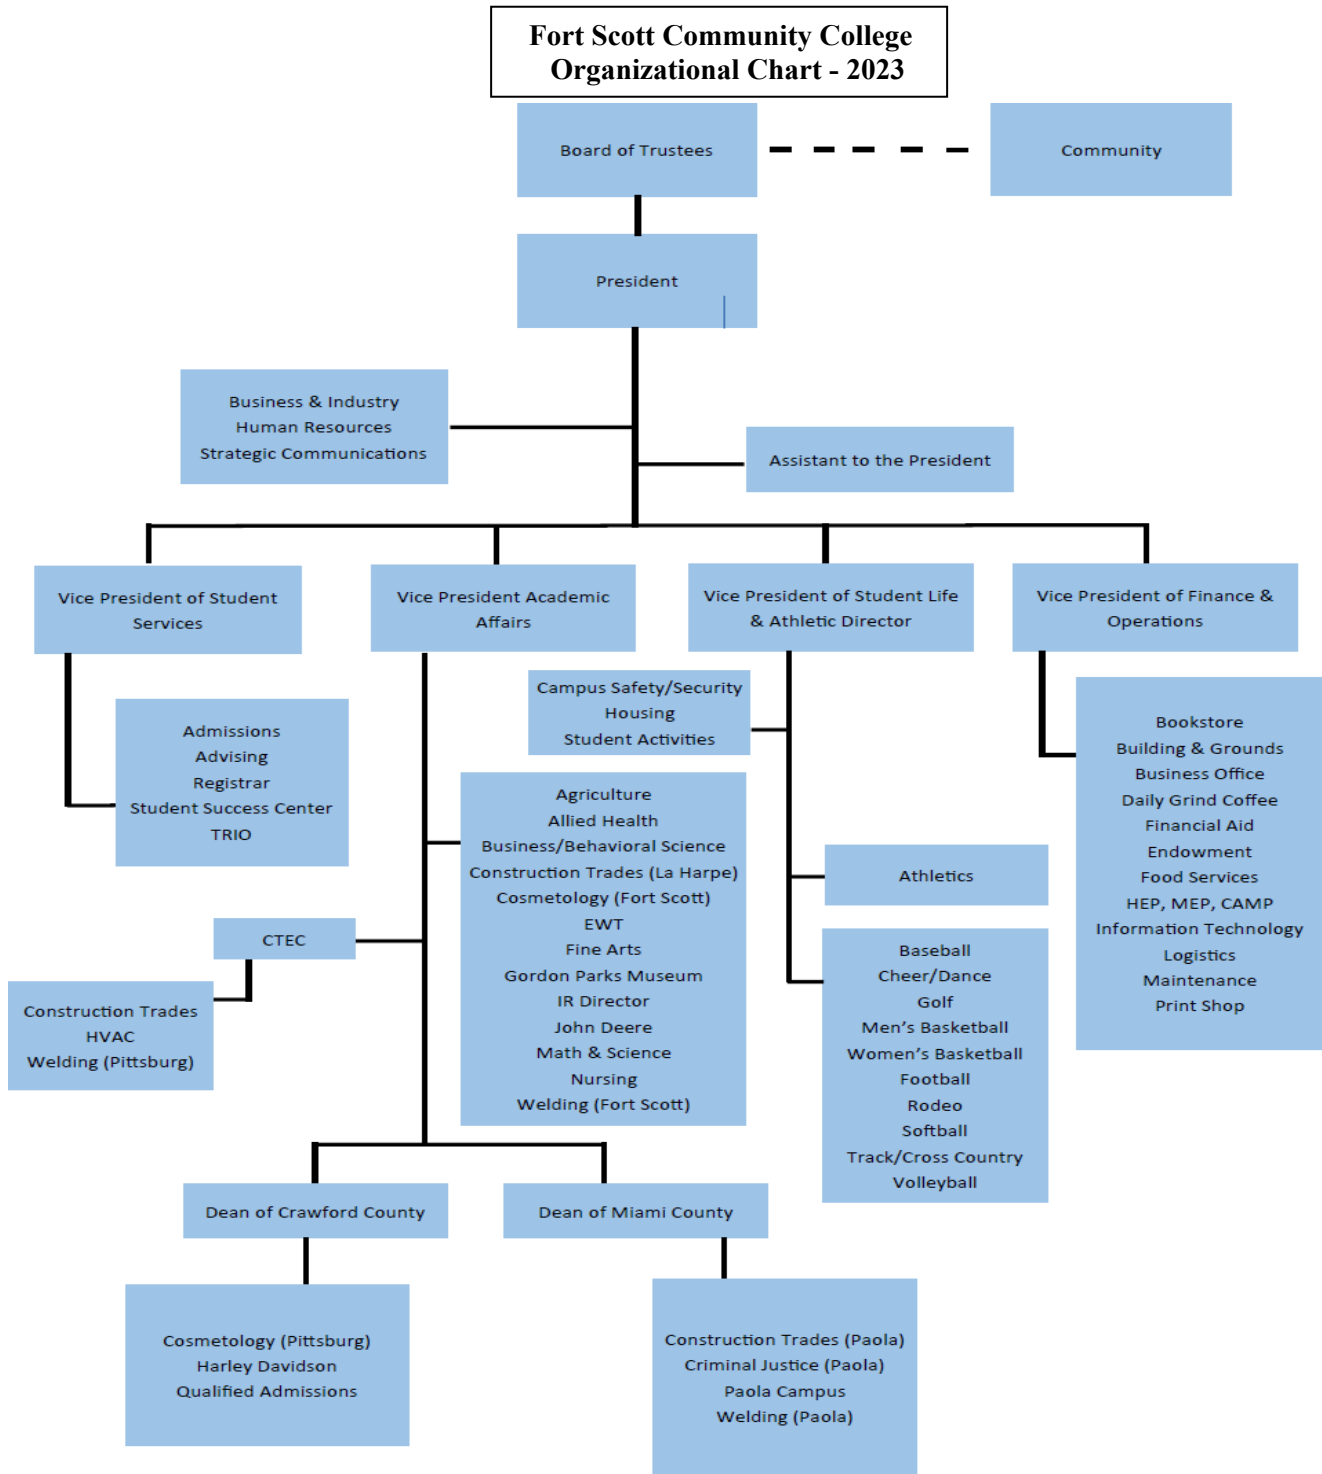 Fort Scott Community College
Organizational Chart - 2023
Board of Trustees
Community
President
Business & Industry
Human Resources
Strategic Communications
Assistant to the President
Vice President of Student
Services
Vice President Academic
Affairs
Vice President of Student Life
& Athletic Director
Vice President of Finance &
Operations
Admissions
Advising
Registrar
Student Success Center
TRIO
Campus Safety/Security
Housing
Student Activities
Bookstore
Building & Grounds
Business Office
Daily Grind Coffee
Financial Aid
Endowment
Food Services
HEP, MEP, CAMP
Information Technology
Logistics
Maintenance
Print Shop
Agriculture
Allied Health
Business/Behavioral Science
Construction Trades (La Harpe)
Cosmetology (Fort Scott)
EWT
Fine Arts
Gordon Parks Museum
IR Director
John Deere
Math & Science
Nursing
Welding (Fort Scott)
Athletics
CTEC
Construction Trades
HVAC
Welding (Pittsburg)
Baseball
Cheer/Dance
Golf
Men's Basketball
Women's Basketball
Football
Rodeo
Softball
Track/Cross Country
Volleyball
Dean of Crawford County
Dean of Miami County
Cosmetology (Pittsburg)
Harley Davidson
Qualified Admissions
Construction Trades (Paola)
Criminal Justice (Paola)
Paola Campus
Welding (Paola)